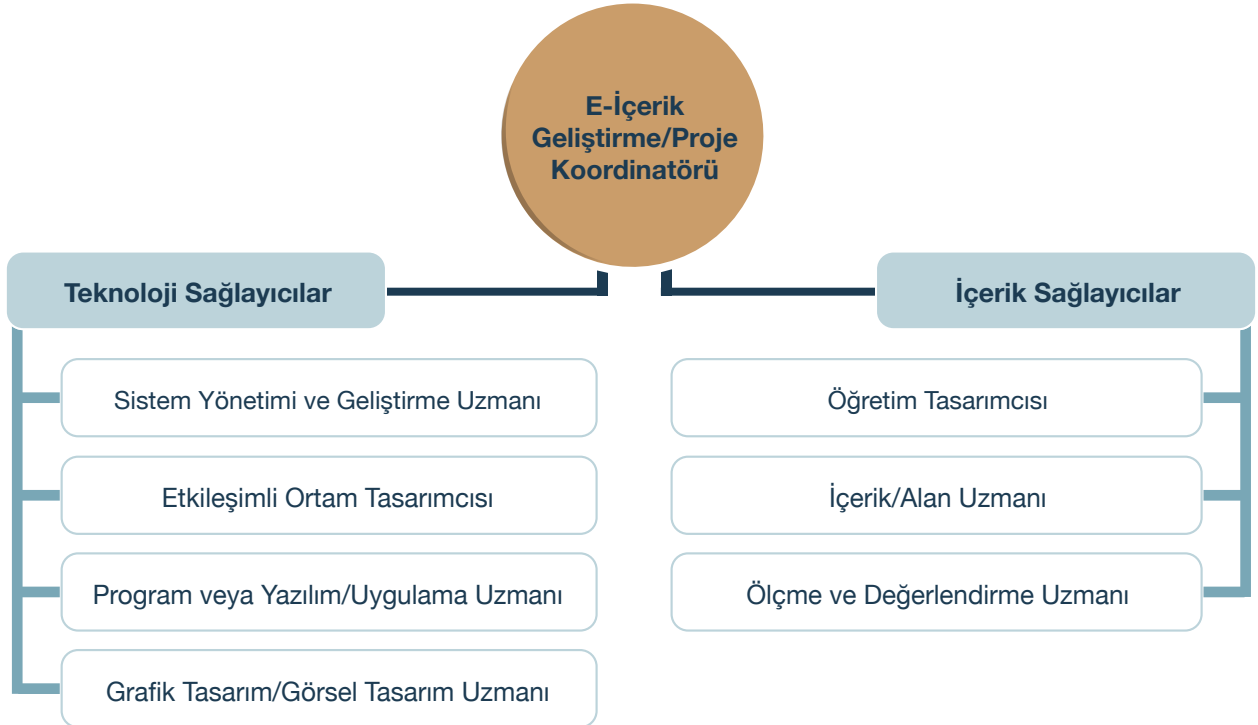 E-İçerik
Geliştirme/Proje
Koordinatörü
Teknoloji Sağlayıcılar
Sistem Yönetimi ve Geliştirme Uzmanı
Etkileşimli Ortam Tasarımcısı
Program veya Yazılım/Uygulama Uzmanı
Grafik Tasarım/Görsel Tasarım Uzmanı
İçerik Sağlayıcılar
Öğretim Tasarımcısı
İçerik/Alan Uzmanı
Ölçme ve Değerlendirme Uzmanı